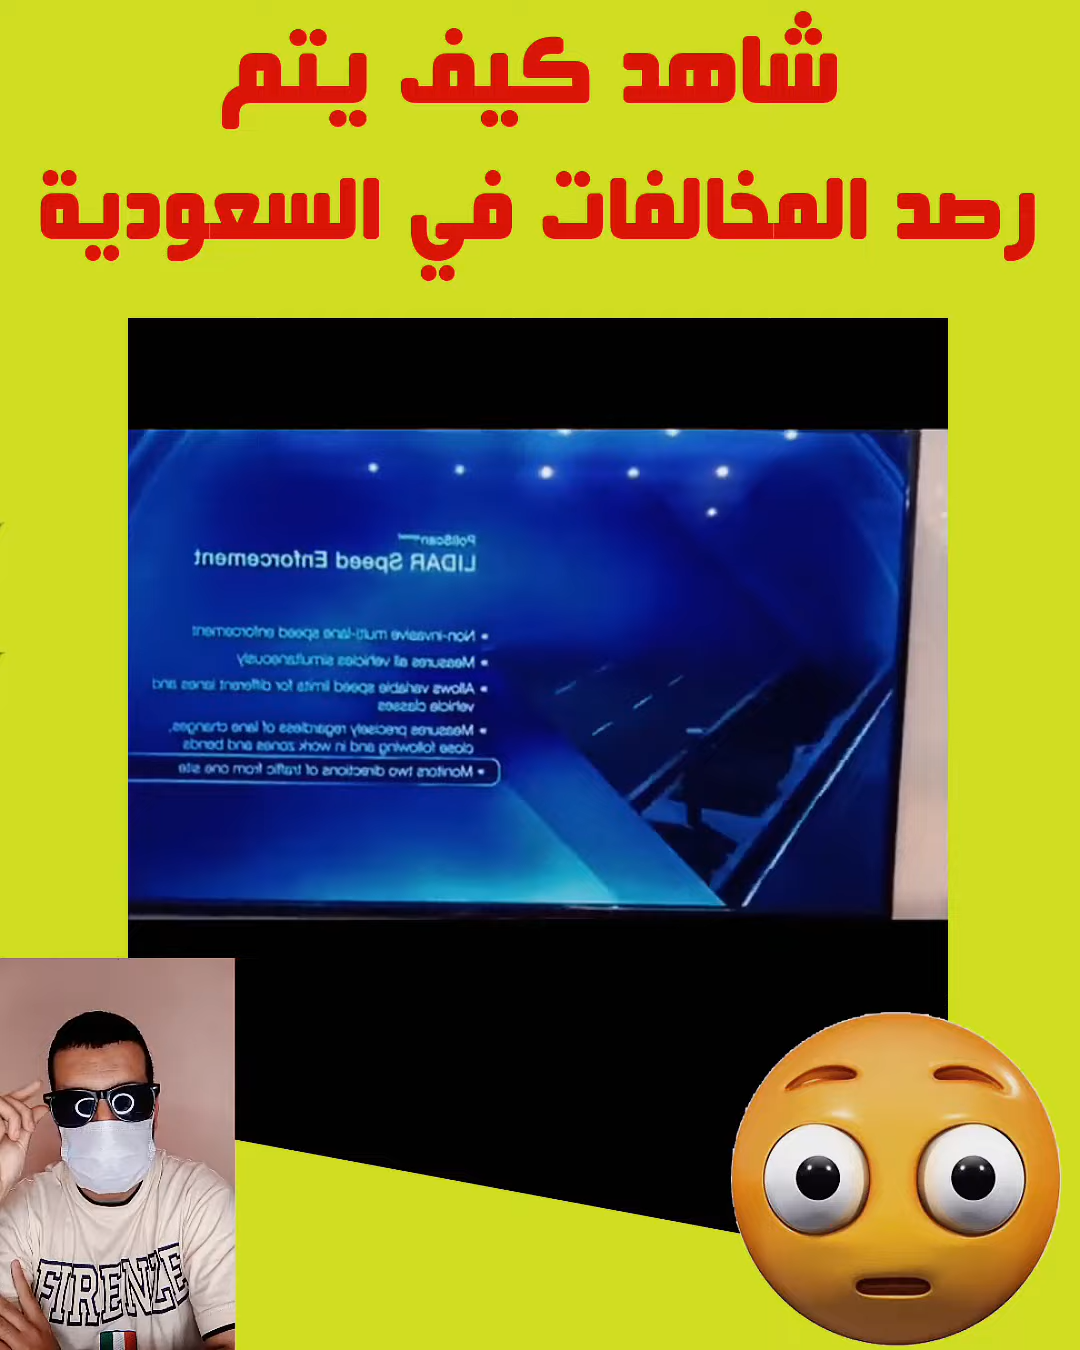 شاهد كيف يتم
رصد المخالفات في السعودية
PoliScan
LIDAR Speed Enforcement
• Non-invasive multi-lane speed enforcement
• Measures all vehicles simultaneously
• Allows variable speed limits for different lanes and
vehicle classes
• Measures precisely regardless of lane changes,
close following and in work zones and bends
• Monitors two directions of traffic from one site
FIRENZE